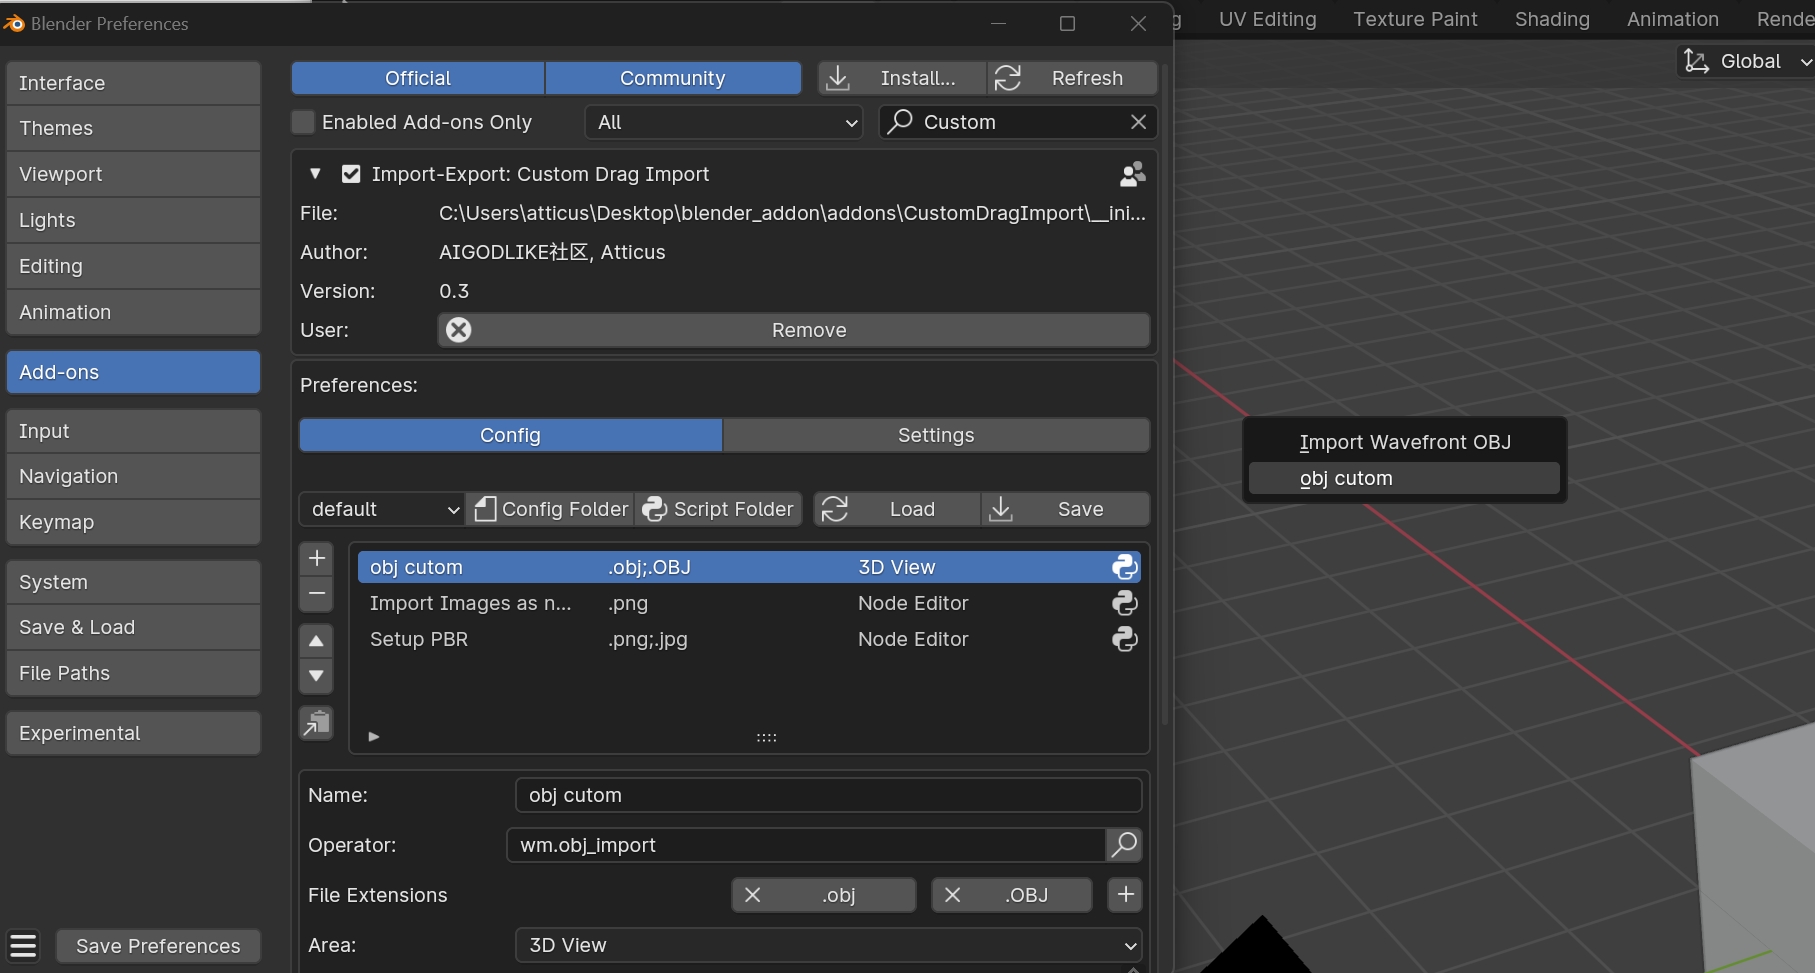 Blender Preferences
g UV Editing Texture Paint Shading Animation Rende
Global
Interface
Themes
Viewport
Lights
Editing
Animation
Add-ons
Input
Navigation
Keymap
System
Save & Load
File Paths
Experimental
Save Preferences
Official Community Install... Refresh
Enabled Add-ons Only All Custom
Import-Export: Custom Drag Import
File: C:\Users\atticus\Desktop\blender_addon\addons\CustomDragImport\__ini...
Author: AIGODLIKE社区, Atticus
Version: 0.3
User: Remove
Preferences:
Config Settings
default Config Folder Script Folder Load Save
obj cutom .obj;.OBJ 3D View
Import Images as n... .png Node Editor
Setup PBR .png;.jpg Node Editor
Name: obj cutom
Operator: wm.obj_import
File Extensions .obj .OBJ
Area: 3D View
Import Wavefront OBJ
obj cutom